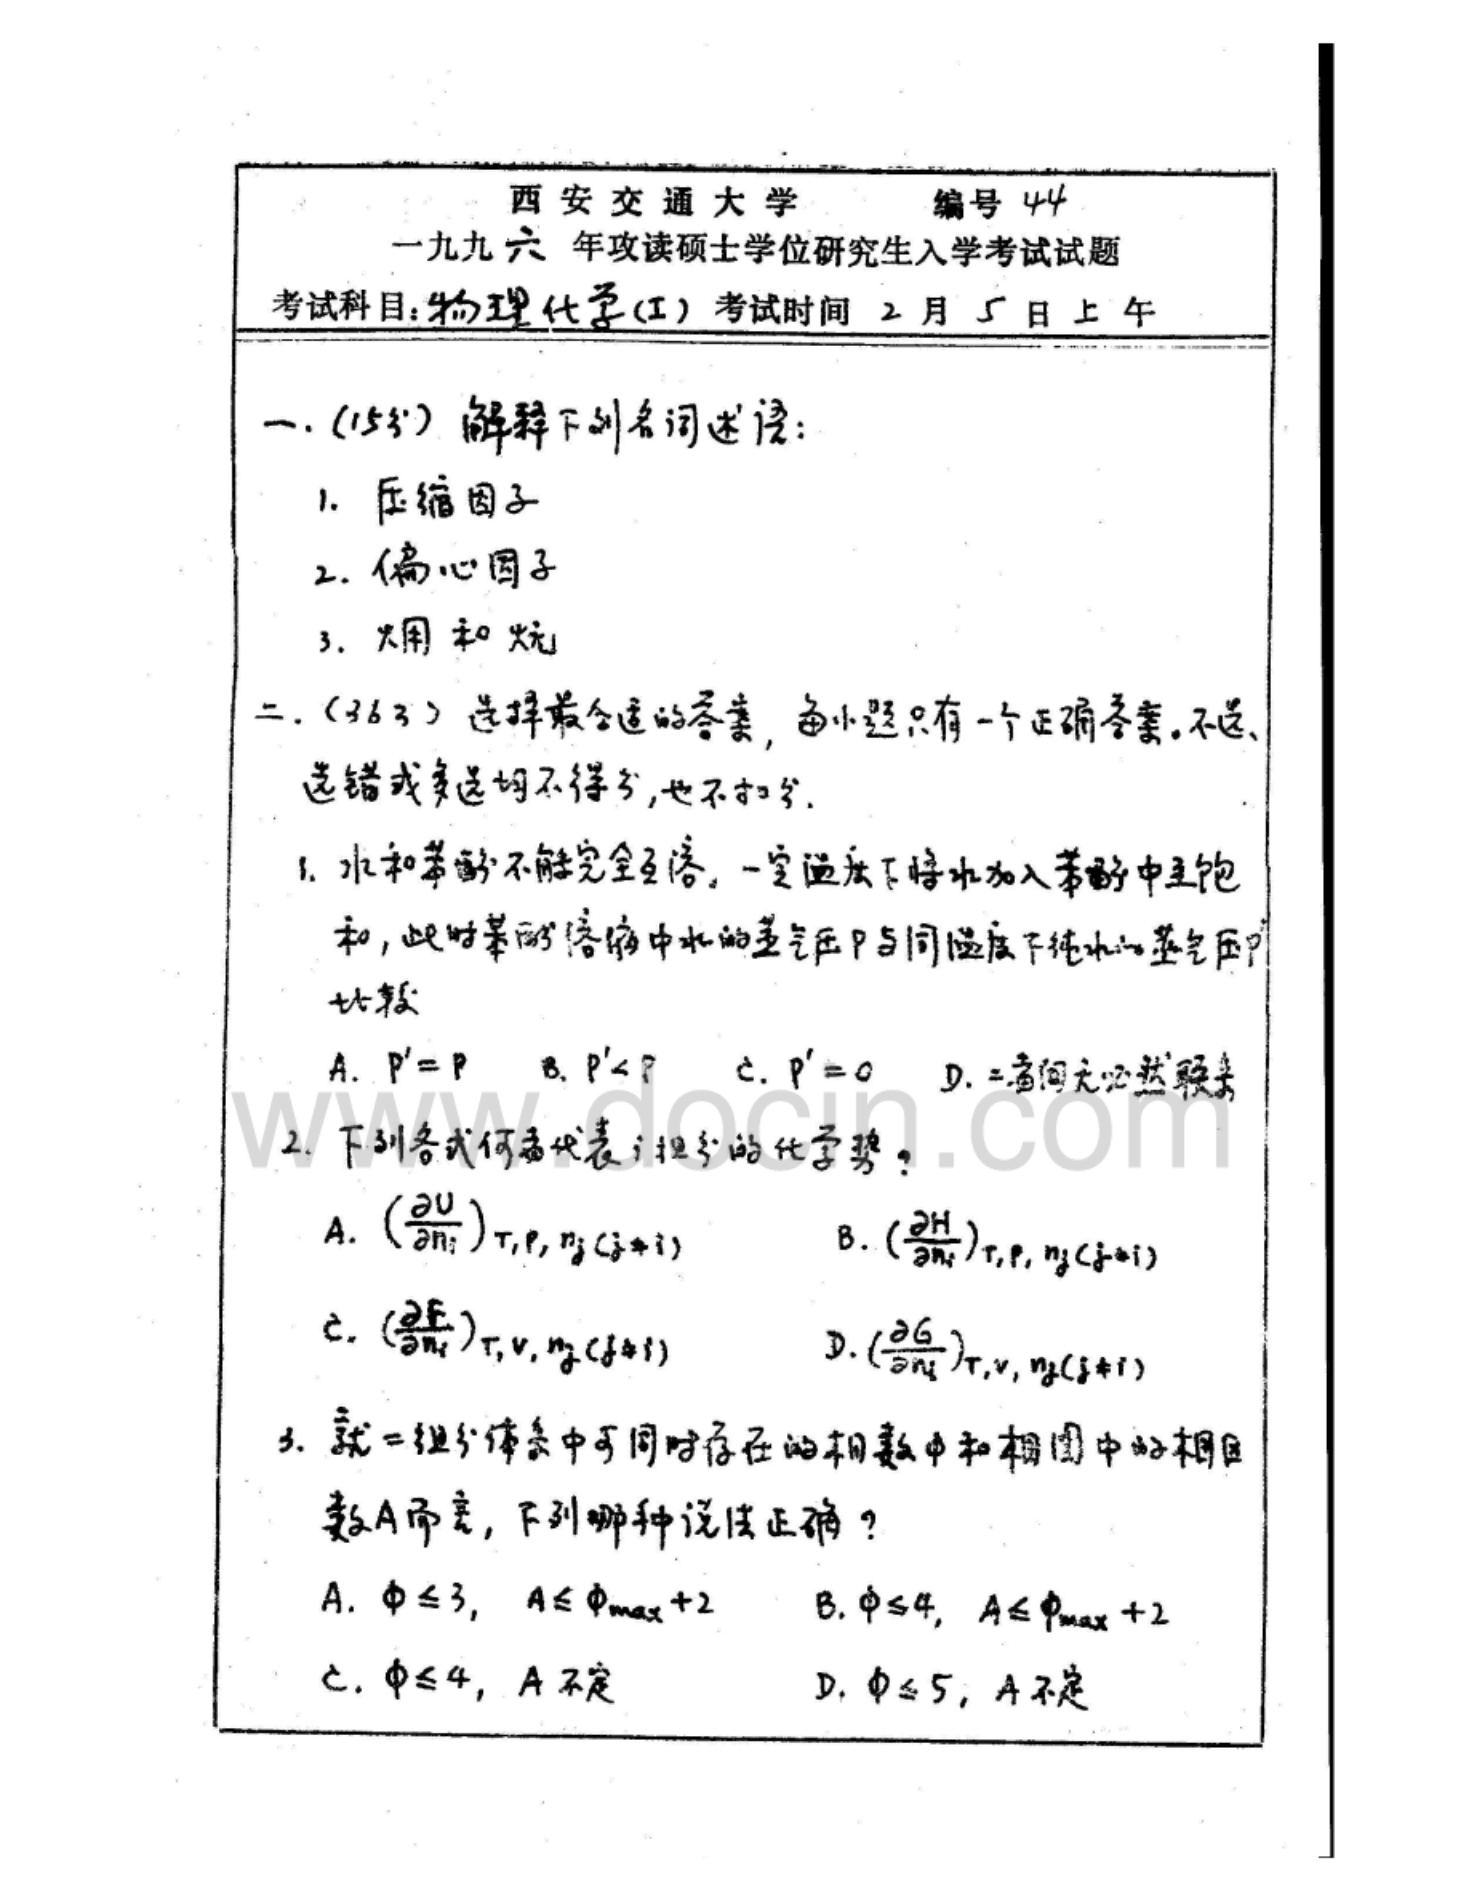 西安交通大学 编号 44
一九九六年攻读硕士学位研究生入学考试试题
考试科目:物理化学(I) 考试时间 2 月 5 日 上 午
一.(15分) 解释下列名词述语:
1. 压缩因子
2. 偏心因子
3. 㶲和炕
二.(36分) 选择最合适的答案, 每小题只有一个正确答案。不选、
选错或多选均不得分,也不扣分.
1. 水和苯酚不能完全互溶。一定温度下将水加入苯酚中至饱
和,此时苯酚溶液中水的蒸气压P与同温度下纯水的蒸气压P'
比较
A. P'=P B. P'<P C. P'=0 D. 二者间无必然联系
www.docin.com
2. 下列各式何者代表i组分的化学势?
A. (∂U/∂nᵢ)T,P,nj(j≠i) B. (∂H/∂nᵢ)T,P,nj(j≠i)
C. (∂F/∂nᵢ)T,V,nj(j≠i) D. (∂G/∂nᵢ)T,V,nj(j≠i)
3. 就二组分体系中可同时存在的相数Φ和相图中的相区
数A而言,下列哪种说法正确?
A. Φ≤3, A≤Φmax+2 B. Φ≤4, A≤Φmax+2
C. Φ≤4, A不定 D. Φ≤5, A不定